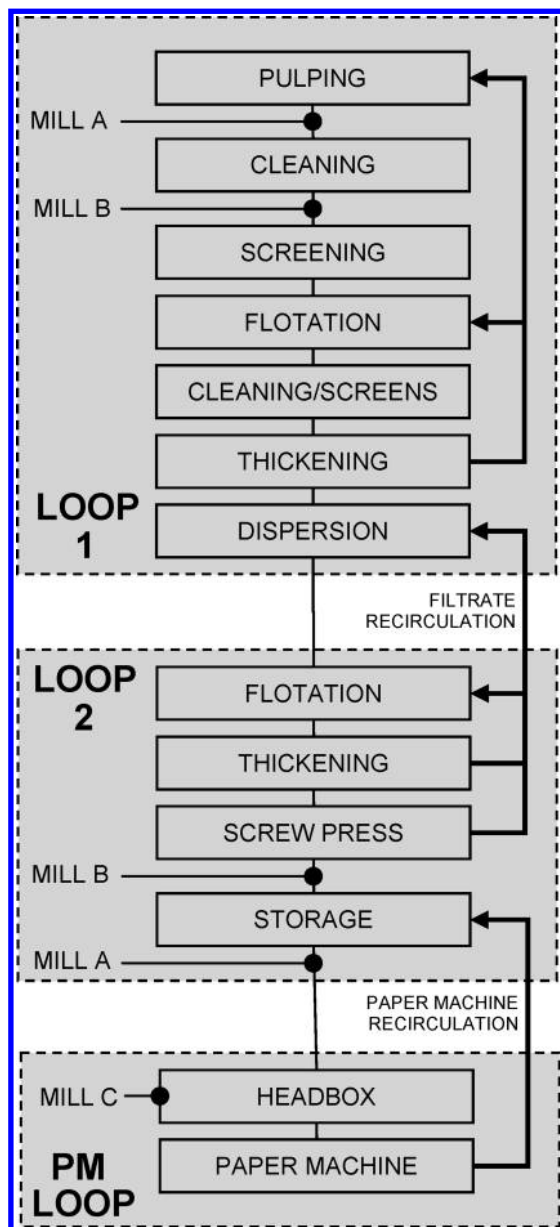 PULPING
MILL A
CLEANING
MILL B
SCREENING
FLOTATION
CLEANING/SCREENS
THICKENING
LOOP
1
DISPERSION
FILTRATE
RECIRCULATION
LOOP
2
FLOTATION
THICKENING
SCREW PRESS
MILL B
STORAGE
MILL A
PAPER MACHINE
RECIRCULATION
MILL C
HEADBOX
PM
LOOP
PAPER MACHINE